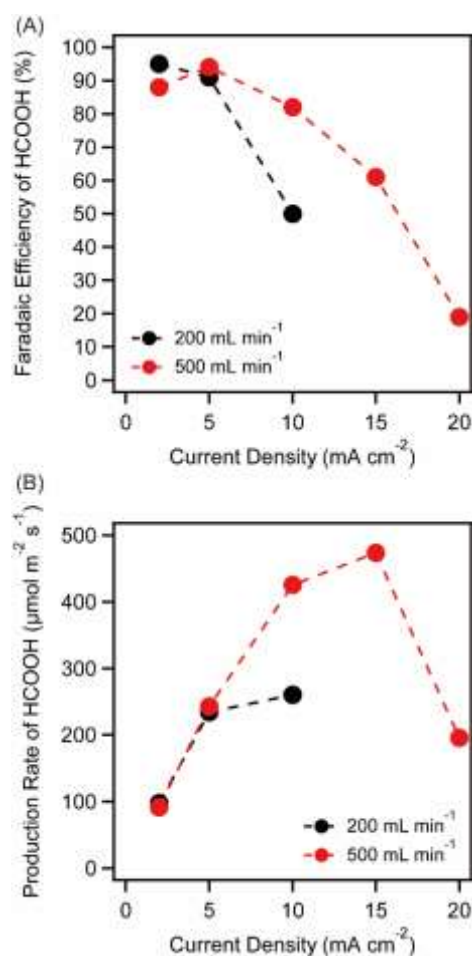 (A)
Faradaic Efficiency of HCOOH (%)
100
90
80
70
60
50
40
30
20
10
0
200 mL min⁻¹
500 mL min⁻¹
0 5 10 15 20
Current Density (mA cm⁻²)
(B)
Production Rate of HCOOH (μmol m⁻² s⁻¹)
500
400
300
200
100
0
200 mL min⁻¹
500 mL min⁻¹
0 5 10 15 20
Current Density (mA cm⁻²)